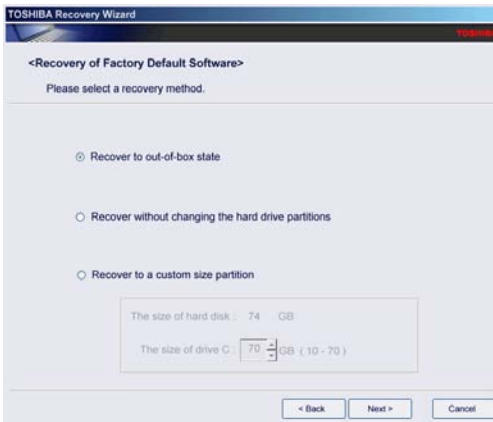 TOSHIBA Recovery Wizard
TOSHIBA
<Recovery of Factory Default Software>
Please select a recovery method.
Recover to out-of-box state
Recover without changing the hard drive partitions
Recover to a custom size partition
The size of hard disk : 74 GB
The size of drive C : 70 GB ( 10 - 70 )
< Back Next > Cancel